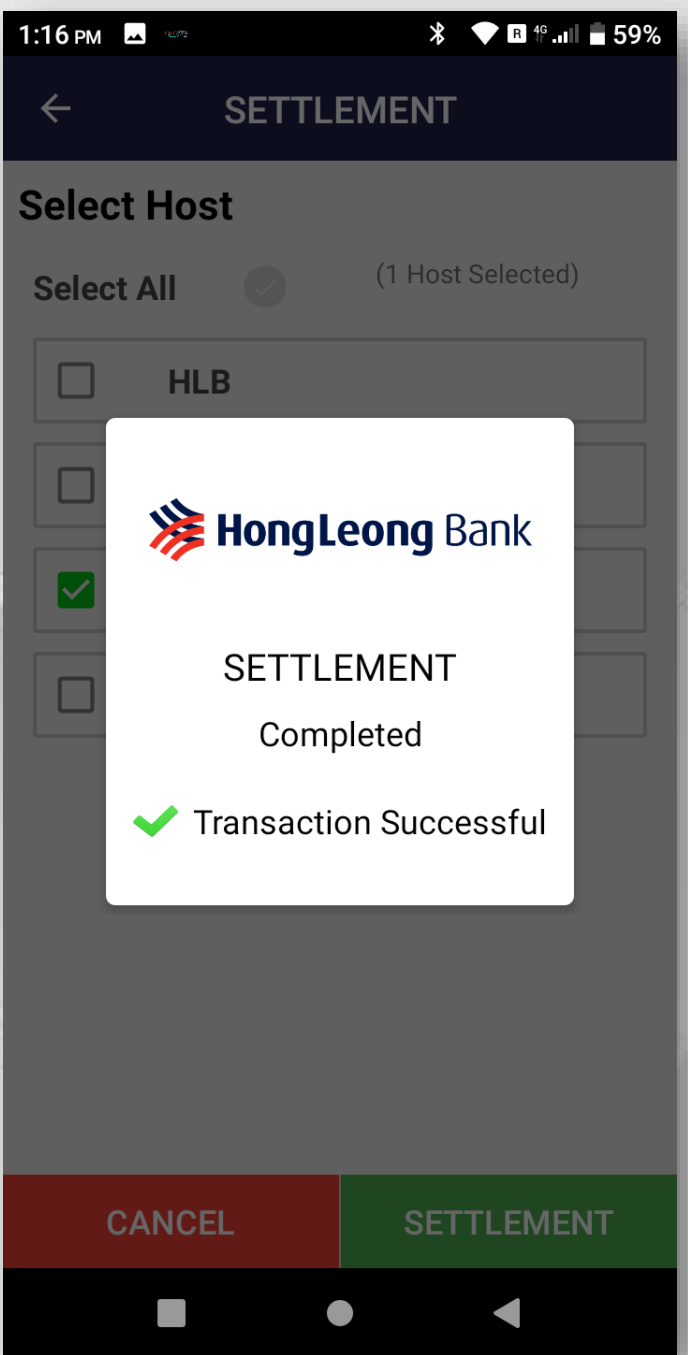 1:16 PM R 4G 59%
SETTLEMENT
Select Host
Select All (1 Host Selected)
HLB
HongLeong Bank
SETTLEMENT
Completed
Transaction Successful
CANCEL SETTLEMENT